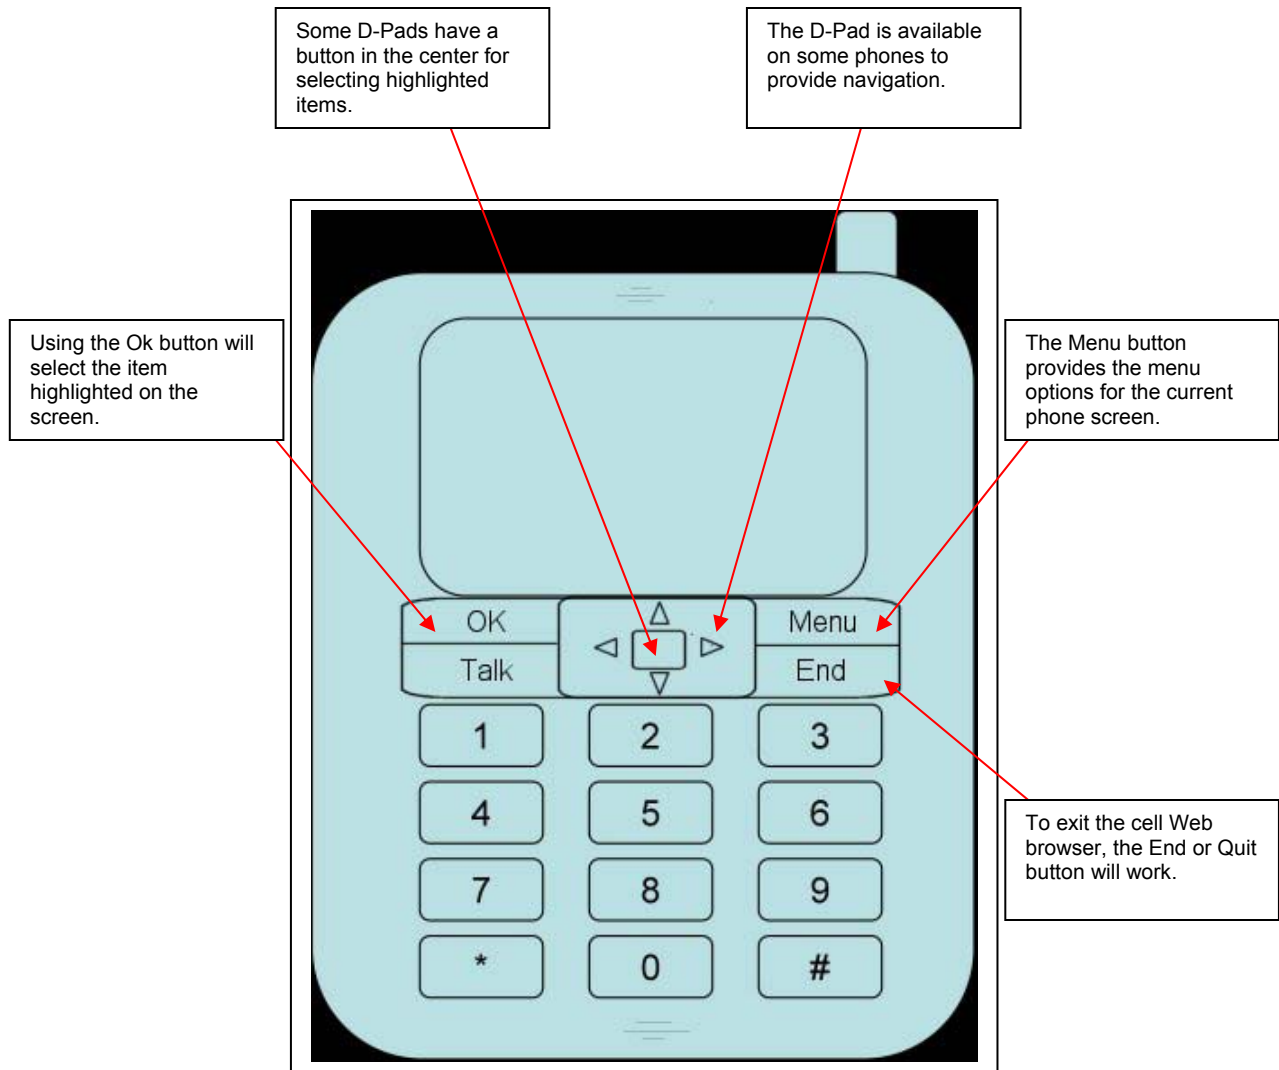 Some D-Pads have a
button in the center for
selecting highlighted
items.
The D-Pad is available
on some phones to
provide navigation.
Using the Ok button will
select the item
highlighted on the
screen.
The Menu button
provides the menu
options for the current
phone screen.
OK
Menu
Talk
End
1
2
3
4
5
6
7
8
9
*
0
#
To exit the cell Web
browser, the End or Quit
button will work.